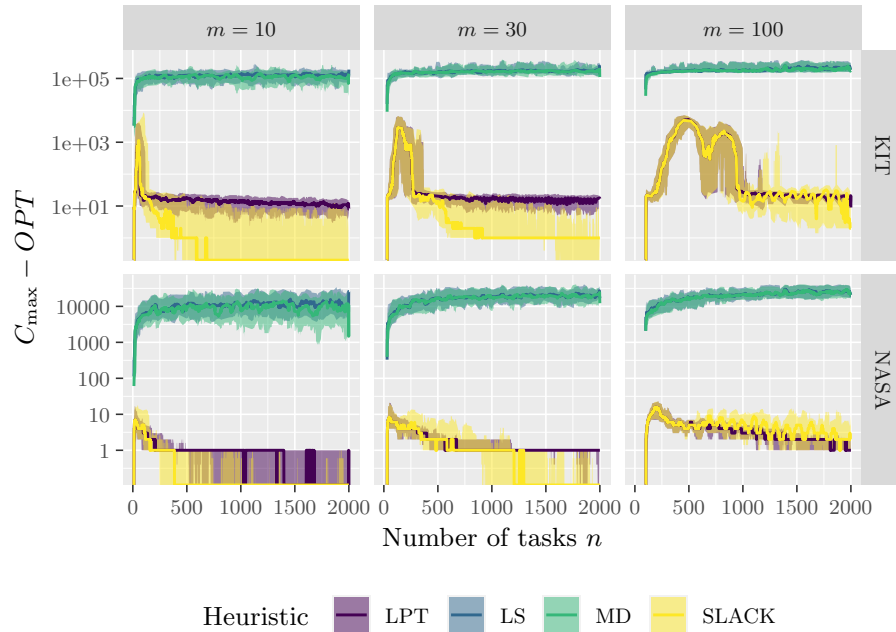 m = 10 m = 30 m = 100
1e+05
1e+03
1e+01
KIT
C_max − OPT
10000
1000
100
10
1
NASA
0 500 1000 1500 2000 0 500 1000 1500 2000 0 500 1000 1500 2000
Number of tasks n
Heuristic LPT LS MD SLACK